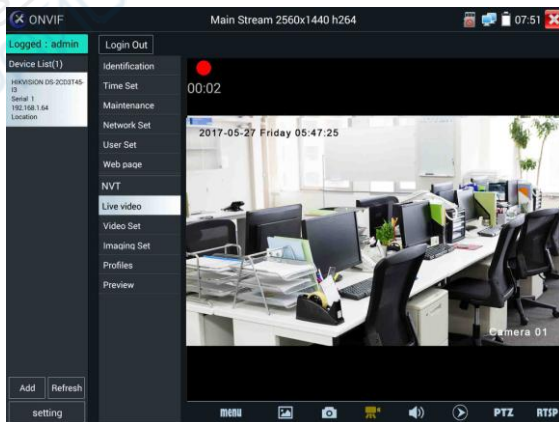 ONVIF
Main Stream 2560x1440 h264
07:51
Logged : admin
Login Out
Device List(1)
HIKVISION DS-2CD3T45-I3
Serial 1
192.168.1.64
Location
Identification
Time Set
Maintenance
Network Set
User Set
Web page
NVT
Live video
Video Set
Imaging Set
Profiles
Preview
00:02
2017-05-27 Friday 05:47:25
Camera 01
Add
Refresh
setting
menu
PTZ
RTSP